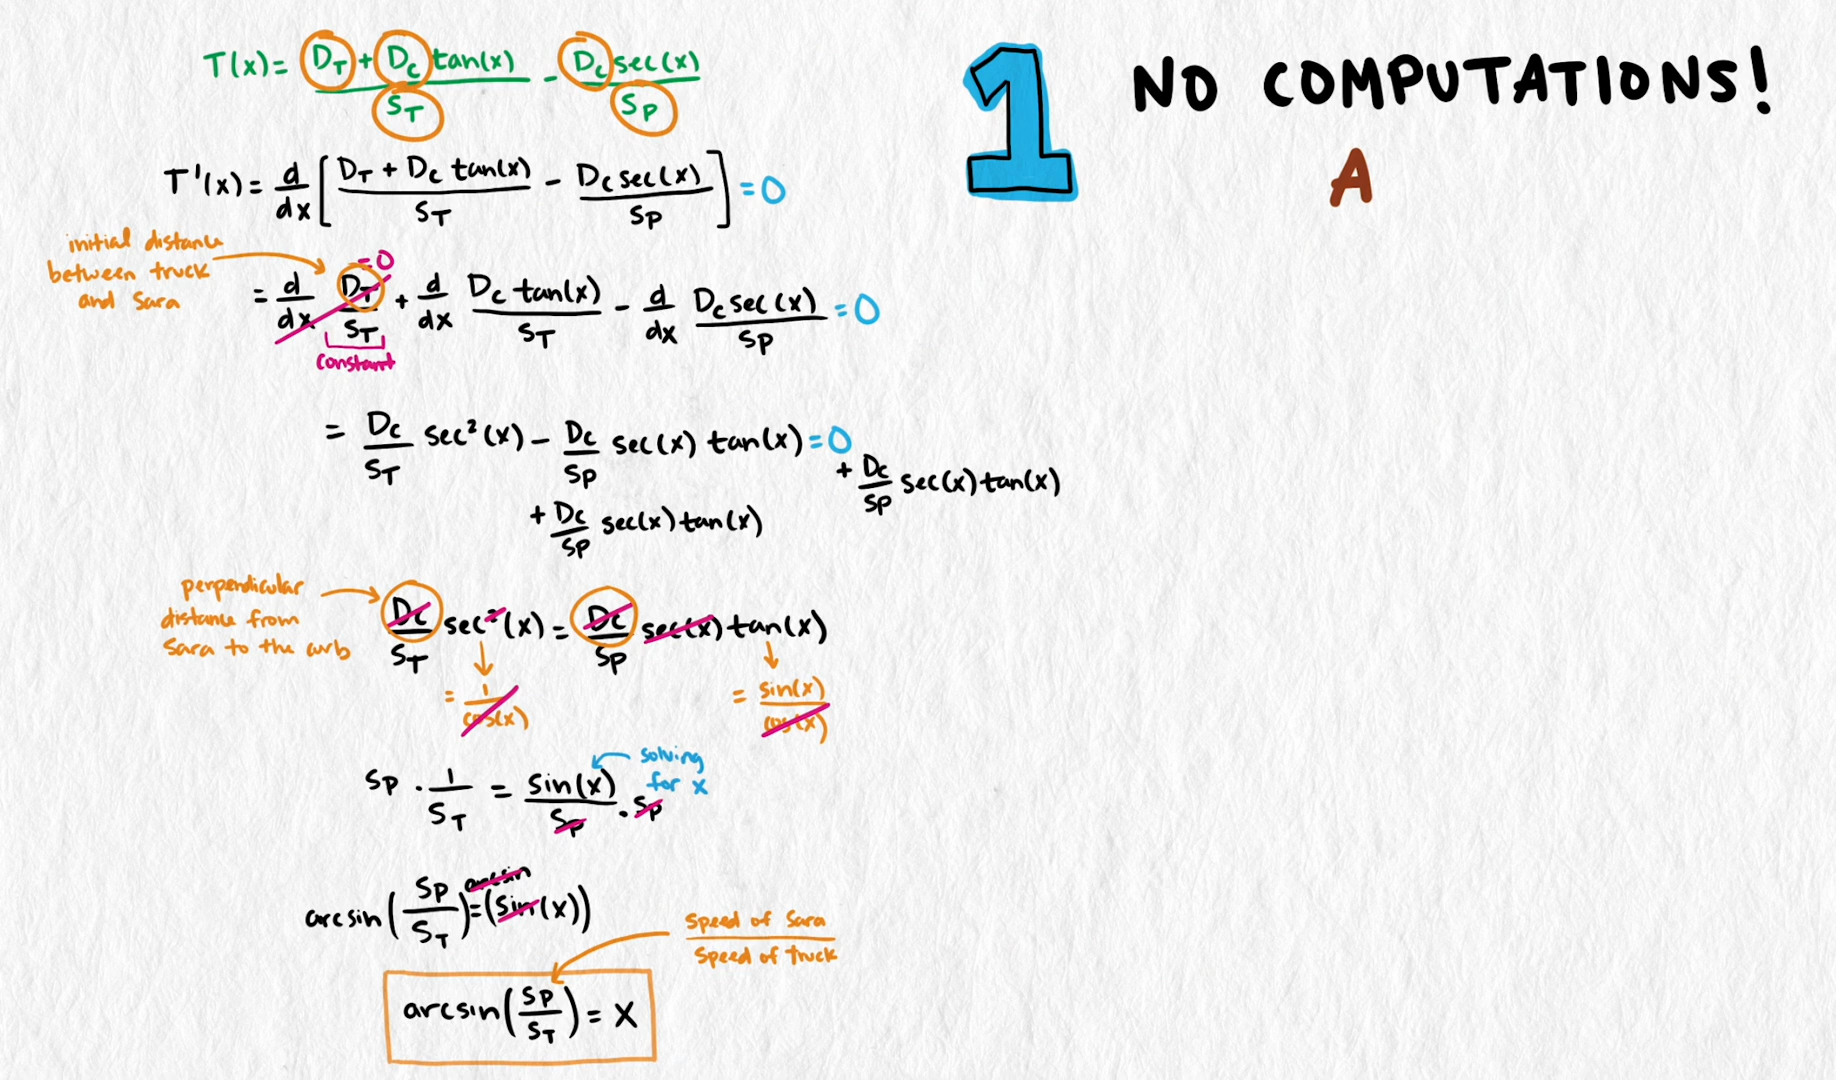 T(x) = (D_T + D_C tan(x))/S_T - (D_C sec(x))/S_P
T'(x) = d/dx [(D_T + D_C tan(x))/S_T - (D_C sec(x))/S_P] = 0
initial distance
between truck
and Sara
= 0
= d/dx D_T/S_T + d/dx (D_C tan(x))/S_T - d/dx (D_C sec(x))/S_P = 0
constant
= D_C/S_T sec²(x) - D_C/S_P sec(x) tan(x) = 0
+ D_C/S_P sec(x) tan(x)
+ D_C/S_P sec(x) tan(x)
perpendicular
distance from
Sara to the curb
D_C/S_T sec²(x) = D_C/S_P sec(x) tan(x)
= 1/cos(x)
= sin(x)/cos(x)
solving
for x
S_P · 1/S_T = sin(x)/S_P · S_P
arcsin
arcsin(S_P/S_T) = (sin(x))
Speed of Sara
Speed of Truck
arcsin(S_P/S_T) = x
1
NO COMPUTATIONS!
A